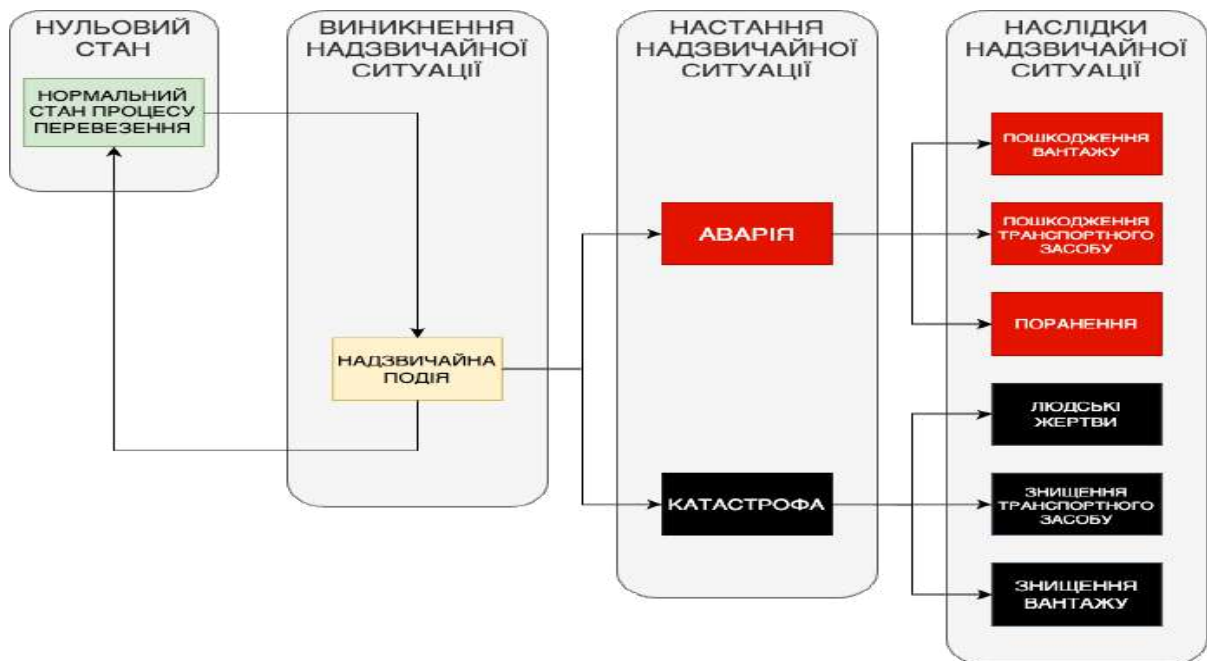 НУЛЬОВИЙ
СТАН
НОРМАЛЬНИЙ
СТАН ПРОЦЕСУ
ПЕРЕВЕЗЕННЯ
ВИНИКНЕННЯ
НАДЗВИЧАЙНОЇ
СИТУАЦІЇ
НАДЗВИЧАЙНА
ПОДІЯ
НАСТАННЯ
НАДЗВИЧАЙНОЇ
СИТУАЦІЇ
АВАРІЯ
КАТАСТРОФА
НАСЛІДКИ
НАДЗВИЧАЙНОЇ
СИТУАЦІЇ
ПОШКОДЖЕННЯ
ВАНТАЖУ
ПОШКОДЖЕННЯ
ТРАНСПОРТНОГО
ЗАСОБУ
ПОРАНЕННЯ
ЛЮДСЬКІ
ЖЕРТВИ
ЗНИЩЕННЯ
ТРАНСПОРТНОГО
ЗАСОБУ
ЗНИЩЕННЯ
ВАНТАЖУ